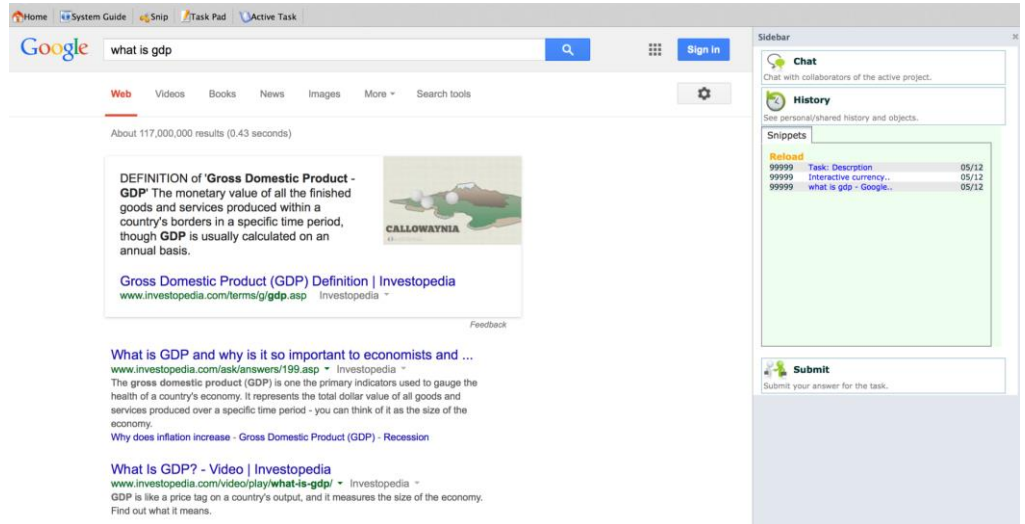 Home System Guide Snip Task Pad Active Task
Google what is gdp Sign in
Web Videos Books News Images More Search tools
About 117,000,000 results (0.43 seconds)
DEFINITION of 'Gross Domestic Product -
GDP' The monetary value of all the finished
goods and services produced within a
country's borders in a specific time period,
though GDP is usually calculated on an
annual basis.
CALLOWAYNIA
Gross Domestic Product (GDP) Definition | Investopedia
www.investopedia.com/terms/g/gdp.asp Investopedia
Feedback
What is GDP and why is it so important to economists and ...
www.investopedia.com/ask/answers/199.asp Investopedia
The gross domestic product (GDP) is one the primary indicators used to gauge the
health of a country's economy. It represents the total dollar value of all goods and
services produced over a specific time period - you can think of it as the size of the
economy.
Why does inflation increase - Gross Domestic Product (GDP) - Recession
What Is GDP? - Video | Investopedia
www.investopedia.com/video/play/what-is-gdp/ Investopedia
GDP is like a price tag on a country's output, and it measures the size of the economy.
Find out what it means.
Sidebar
Chat
Chat with collaborators of the active project.
History
See personal/shared history and objects.
Snippets
Reload
99999 Task: Descrption 05/12
99999 Interactive currency.. 05/12
99999 what is gdp - Google.. 05/12
Submit
Submit your answer for the task.